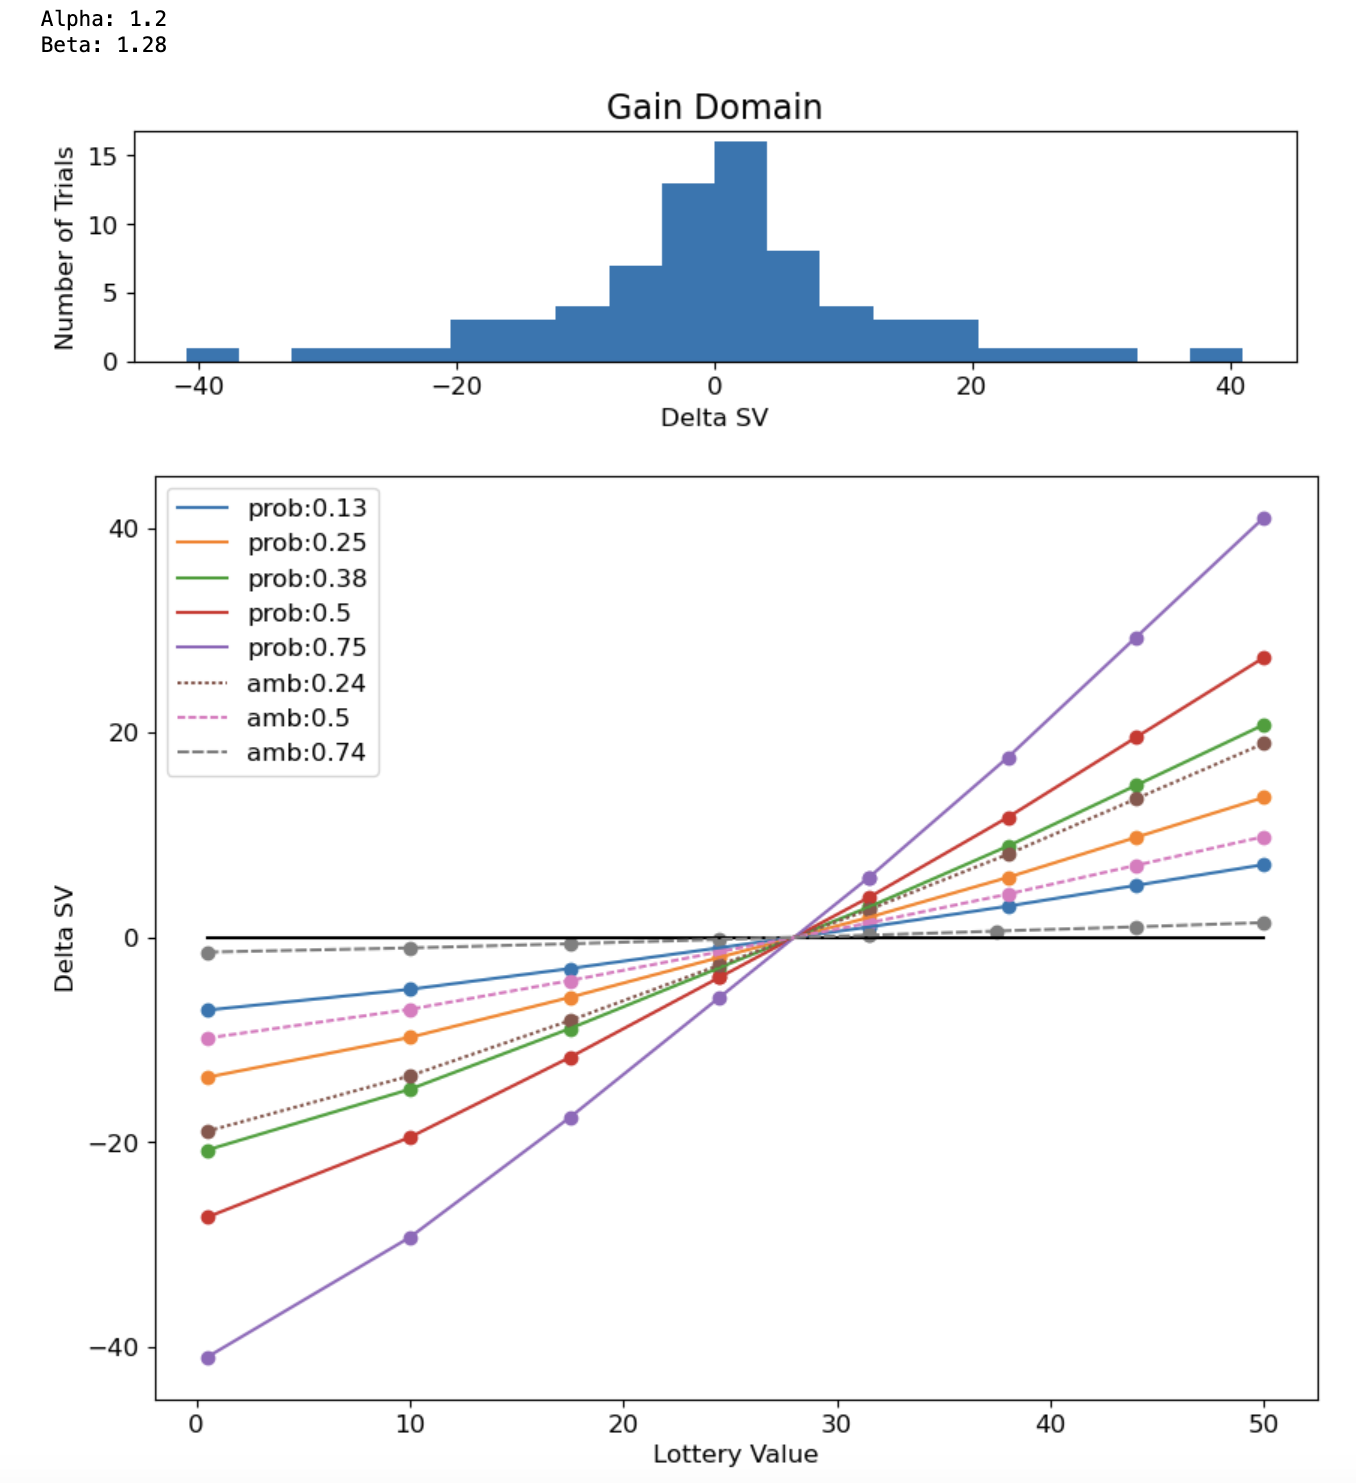 Alpha: 1.2
Beta: 1.28
Gain Domain
Number of Trials
15
10
5
0
−40
−20
0
20
40
Delta SV
prob:0.13
prob:0.25
prob:0.38
prob:0.5
prob:0.75
amb:0.24
amb:0.5
amb:0.74
Delta SV
40
20
0
−20
−40
0
10
20
30
40
50
Lottery Value